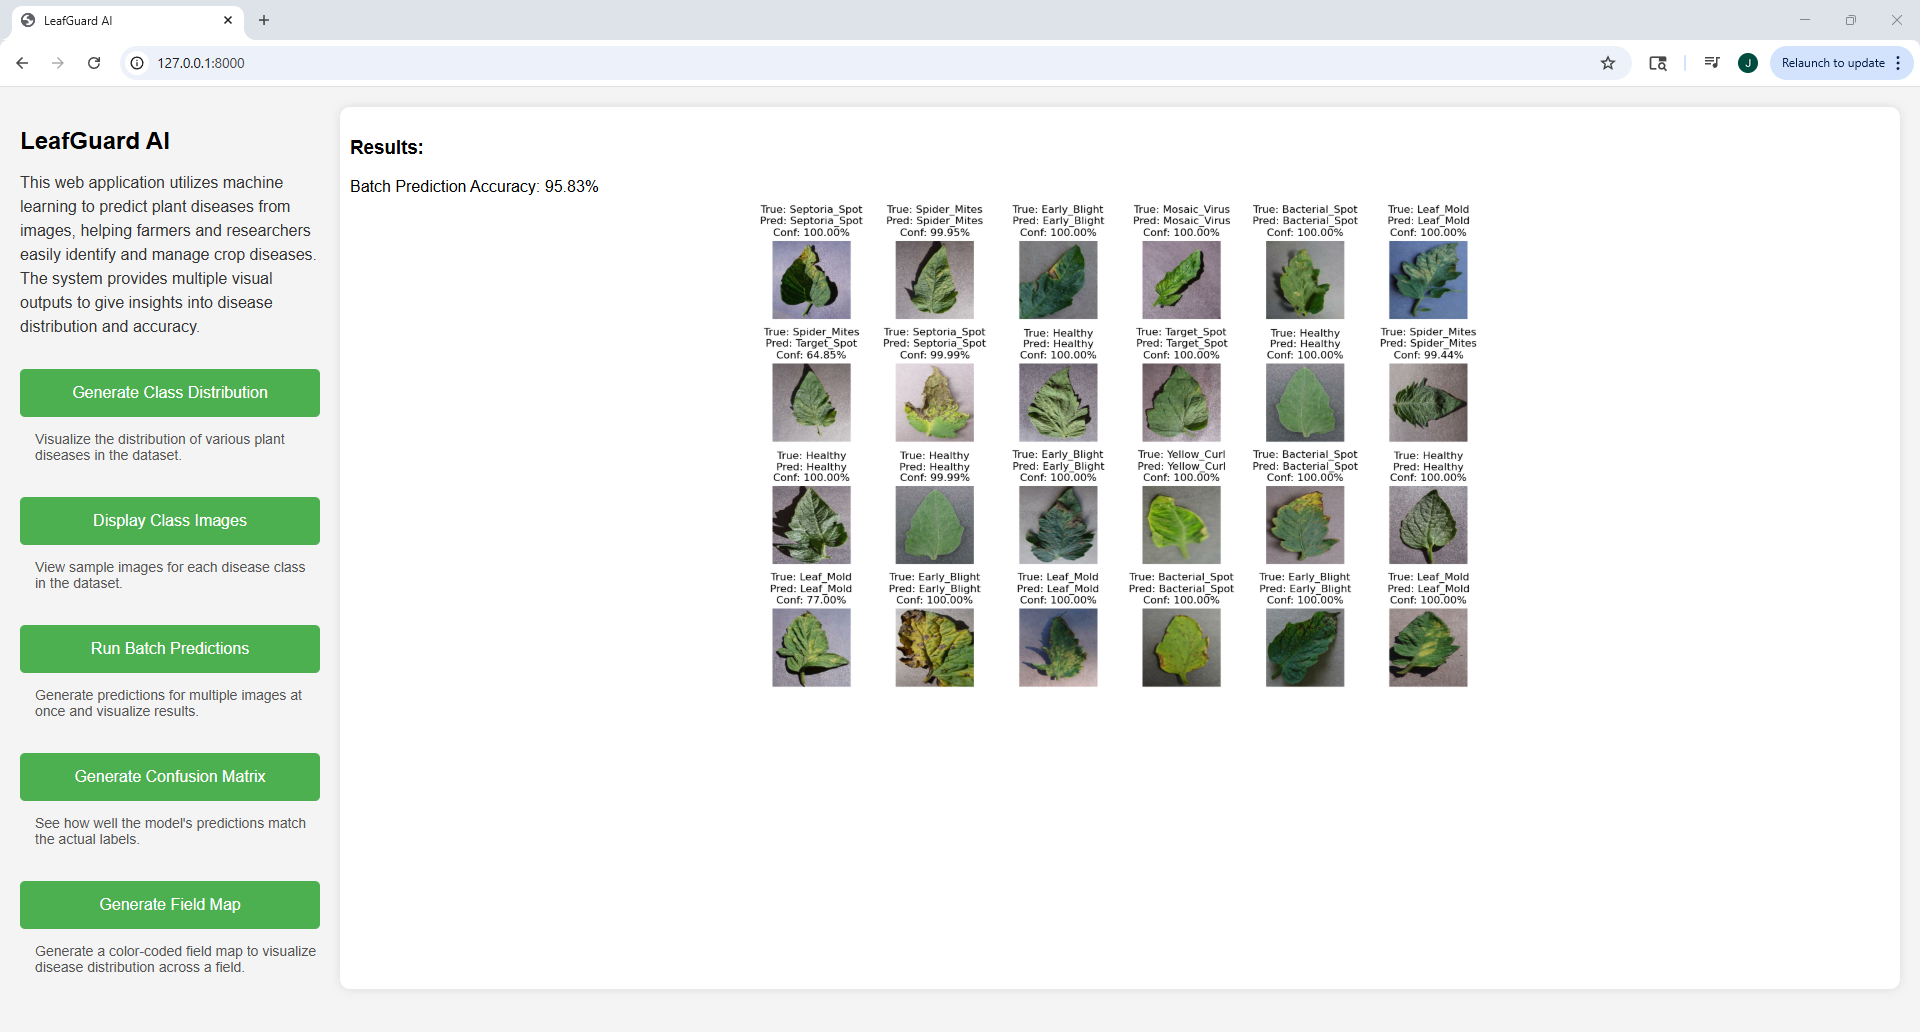 LeafGuard AI
127.0.0.1:8000
J
Relaunch to update
LeafGuard AI
This web application utilizes machine
learning to predict plant diseases from
images, helping farmers and researchers
easily identify and manage crop diseases.
The system provides multiple visual
outputs to give insights into disease
distribution and accuracy.
Generate Class Distribution
Visualize the distribution of various plant
diseases in the dataset.
Display Class Images
View sample images for each disease class
in the dataset.
Run Batch Predictions
Generate predictions for multiple images at
once and visualize results.
Generate Confusion Matrix
See how well the model's predictions match
the actual labels.
Generate Field Map
Generate a color-coded field map to visualize
disease distribution across a field.
Results:
Batch Prediction Accuracy: 95.83%
True: Septoria_Spot
Pred: Septoria_Spot
Conf: 100.00%
True: Spider_Mites
Pred: Spider_Mites
Conf: 99.95%
True: Early_Blight
Pred: Early_Blight
Conf: 100.00%
True: Mosaic_Virus
Pred: Mosaic_Virus
Conf: 100.00%
True: Bacterial_Spot
Pred: Bacterial_Spot
Conf: 100.00%
True: Leaf_Mold
Pred: Leaf_Mold
Conf: 100.00%
True: Spider_Mites
Pred: Target_Spot
Conf: 64.85%
True: Septoria_Spot
Pred: Septoria_Spot
Conf: 99.99%
True: Healthy
Pred: Healthy
Conf: 100.00%
True: Target_Spot
Pred: Target_Spot
Conf: 100.00%
True: Healthy
Pred: Healthy
Conf: 100.00%
True: Spider_Mites
Pred: Spider_Mites
Conf: 99.44%
True: Healthy
Pred: Healthy
Conf: 100.00%
True: Healthy
Pred: Healthy
Conf: 99.99%
True: Early_Blight
Pred: Early_Blight
Conf: 100.00%
True: Yellow_Curl
Pred: Yellow_Curl
Conf: 100.00%
True: Bacterial_Spot
Pred: Bacterial_Spot
Conf: 100.00%
True: Healthy
Pred: Healthy
Conf: 100.00%
True: Leaf_Mold
Pred: Leaf_Mold
Conf: 77.00%
True: Early_Blight
Pred: Early_Blight
Conf: 100.00%
True: Leaf_Mold
Pred: Leaf_Mold
Conf: 100.00%
True: Bacterial_Spot
Pred: Bacterial_Spot
Conf: 100.00%
True: Early_Blight
Pred: Early_Blight
Conf: 100.00%
True: Leaf_Mold
Pred: Leaf_Mold
Conf: 100.00%